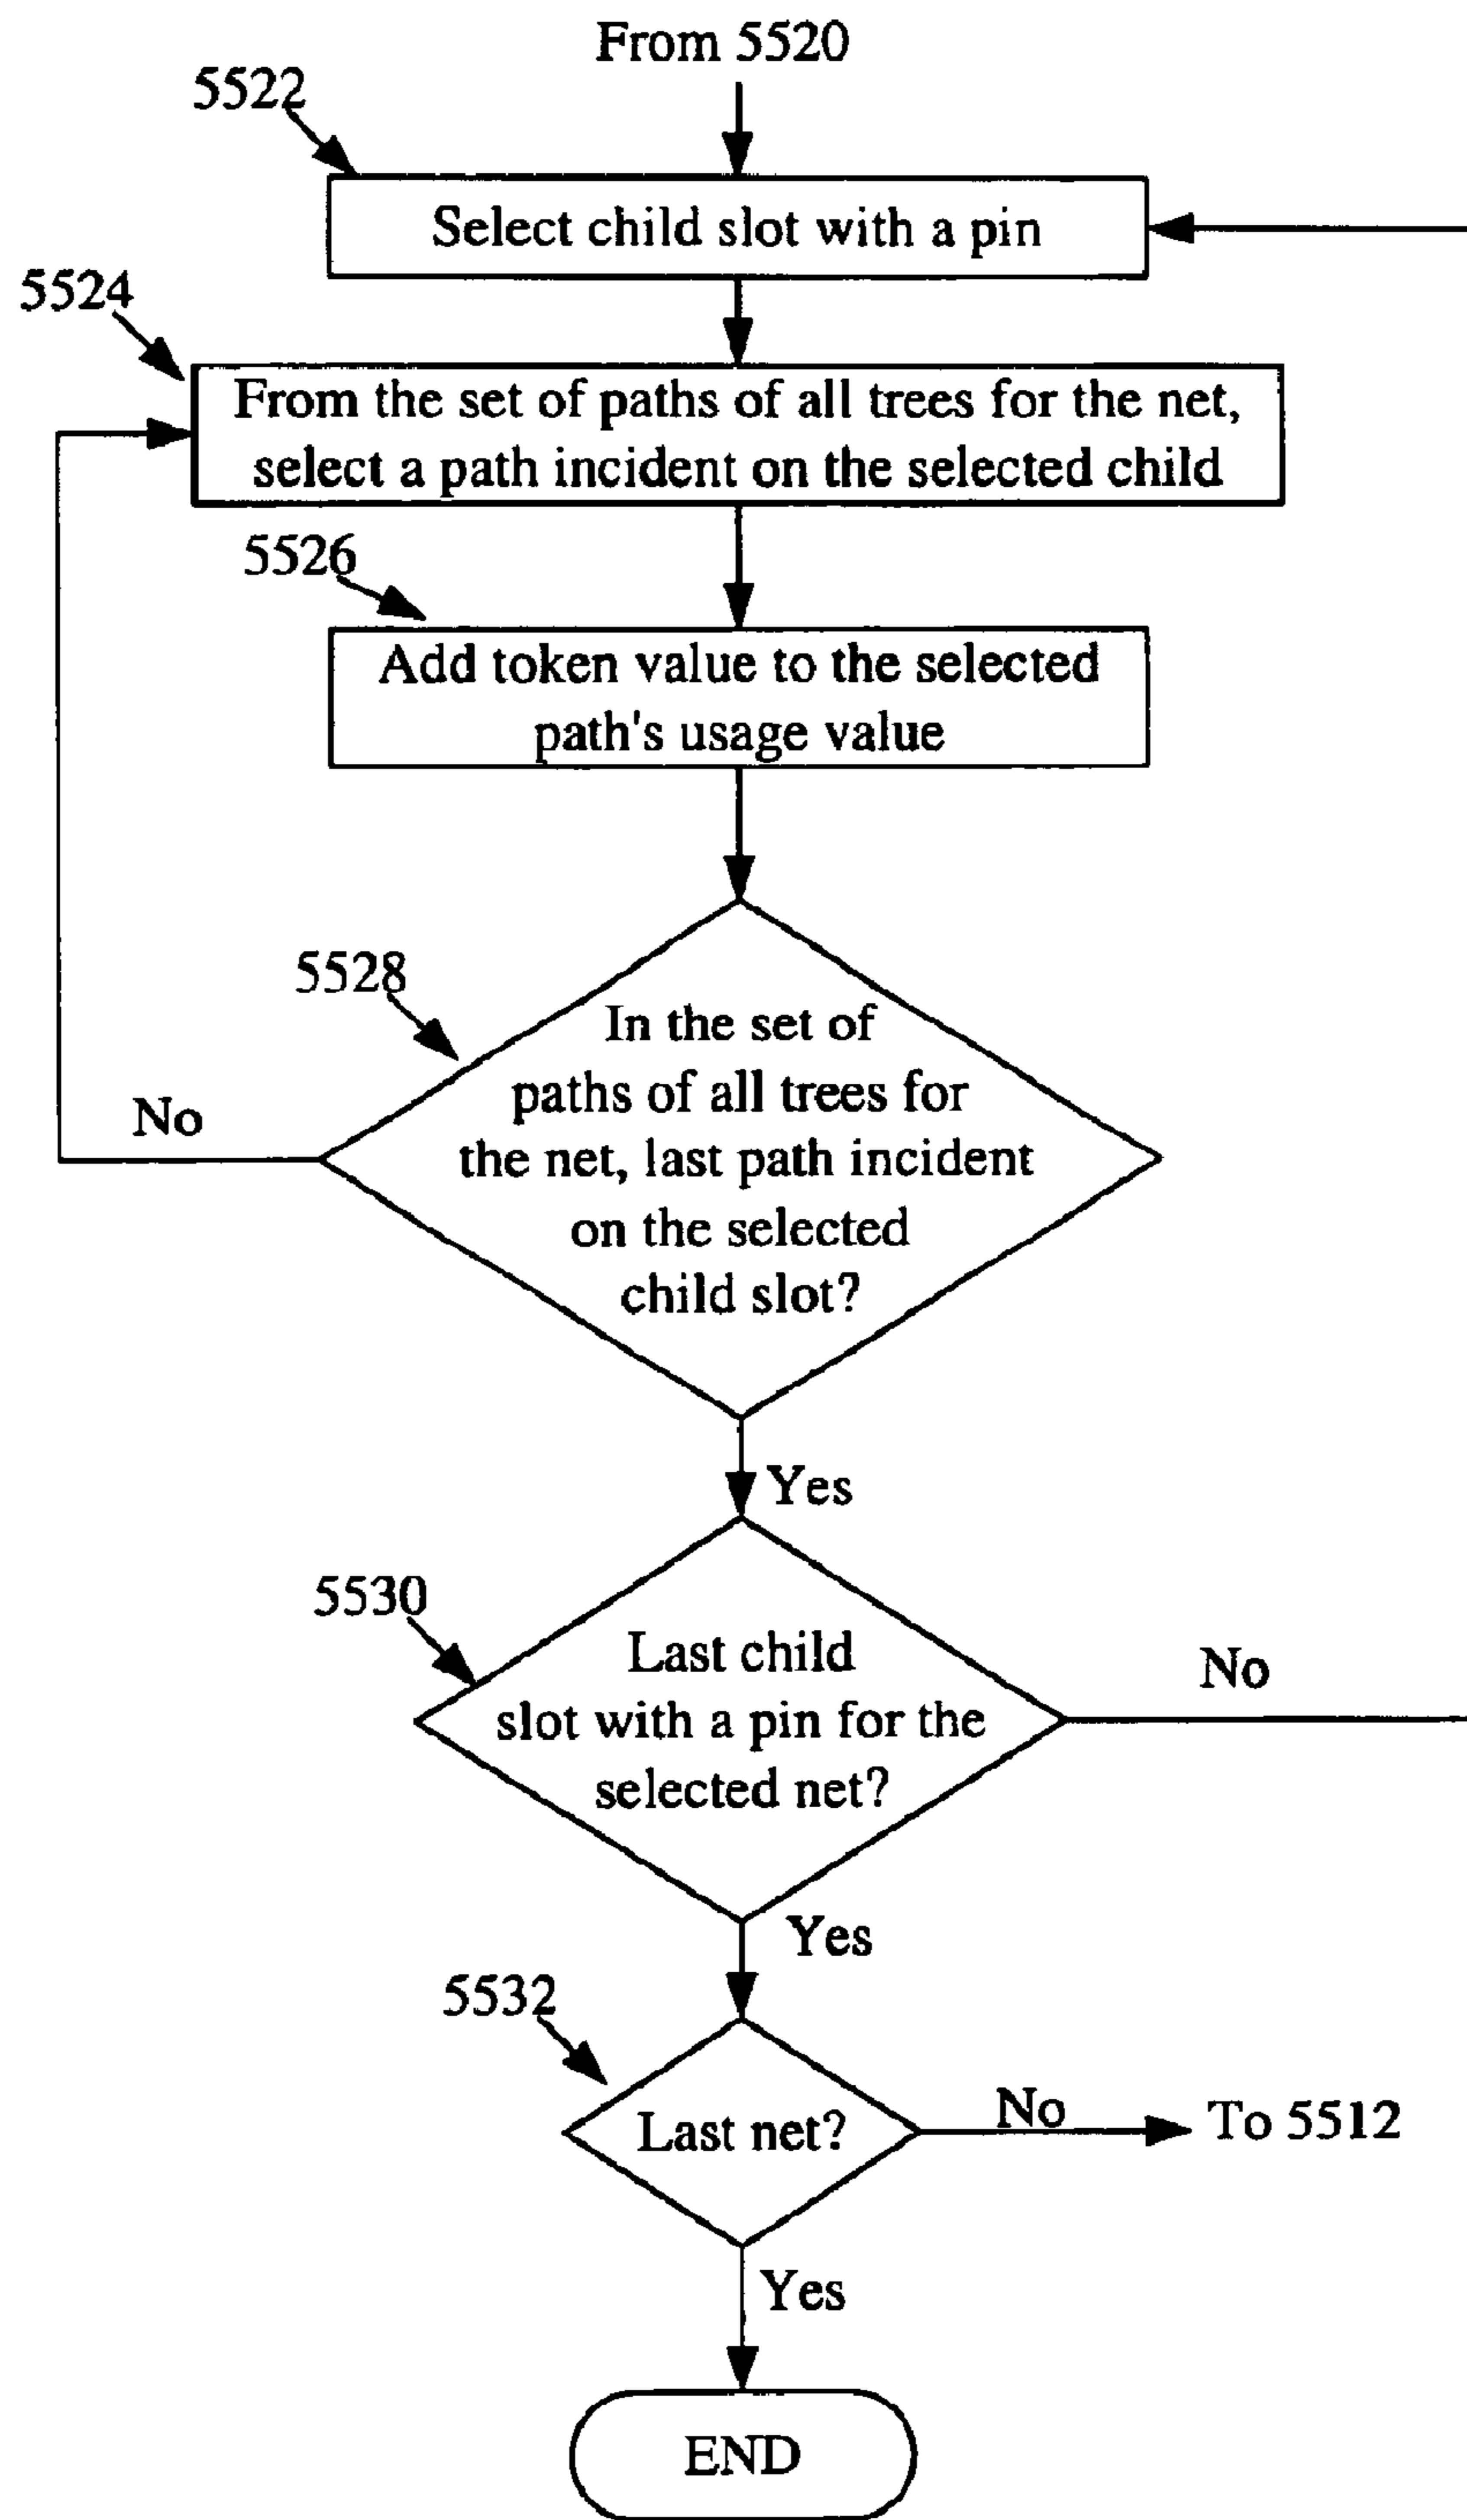 From 5520
5522
Select child slot with a pin
5524
From the set of paths of all trees for the net,
select a path incident on the selected child
5526
Add token value to the selected
path's usage value
5528
In the set of
paths of all trees for
the net, last path incident
on the selected
child slot?
No
Yes
5530
Last child
slot with a pin for the
selected net?
No
Yes
5532
Last net?
No
To 5512
Yes
END